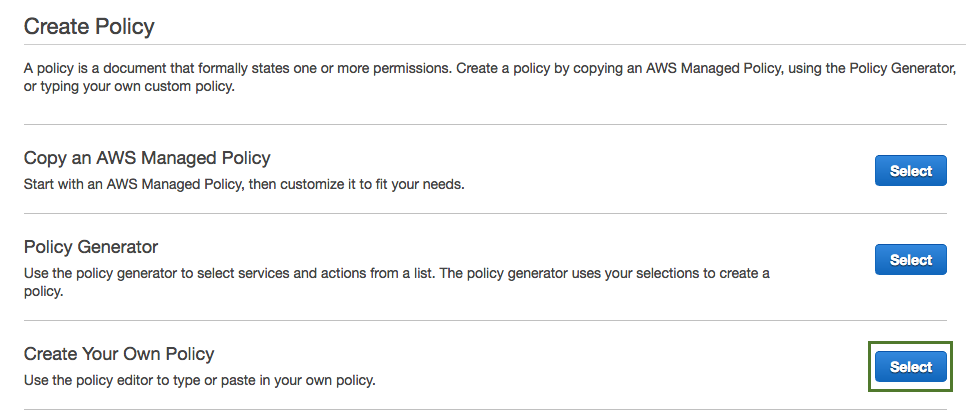 Create Policy
A policy is a document that formally states one or more permissions. Create a policy by copying an AWS Managed Policy, using the Policy Generator,
or typing your own custom policy.
Copy an AWS Managed Policy
Start with an AWS Managed Policy, then customize it to fit your needs.
Select
Policy Generator
Use the policy generator to select services and actions from a list. The policy generator uses your selections to create a
policy.
Select
Create Your Own Policy
Use the policy editor to type or paste in your own policy.
Select